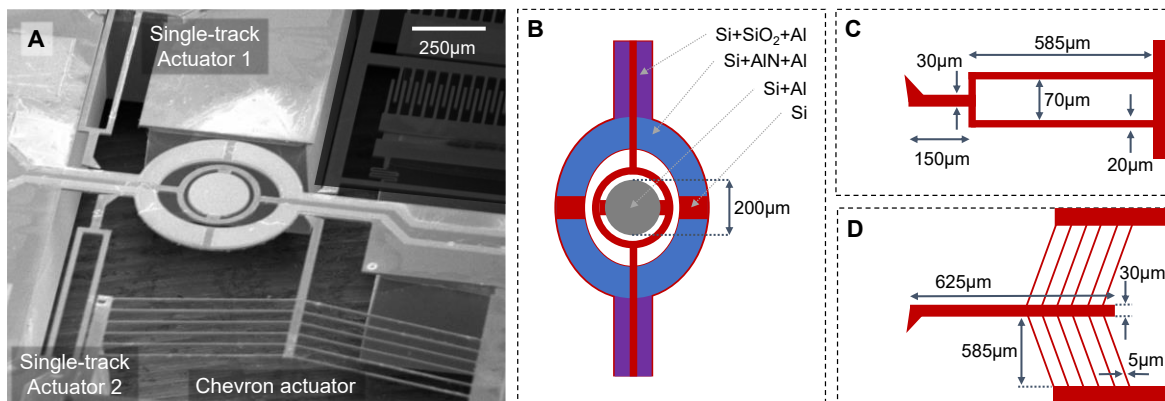 A
Single-track
Actuator 1
250µm
Single-track
Actuator 2
Chevron actuator
B
Si+SiO₂+Al
Si+AlN+Al
Si+Al
Si
200µm
C
585µm
30µm
70µm
150µm
20µm
D
625µm
30µm
585µm
5µm